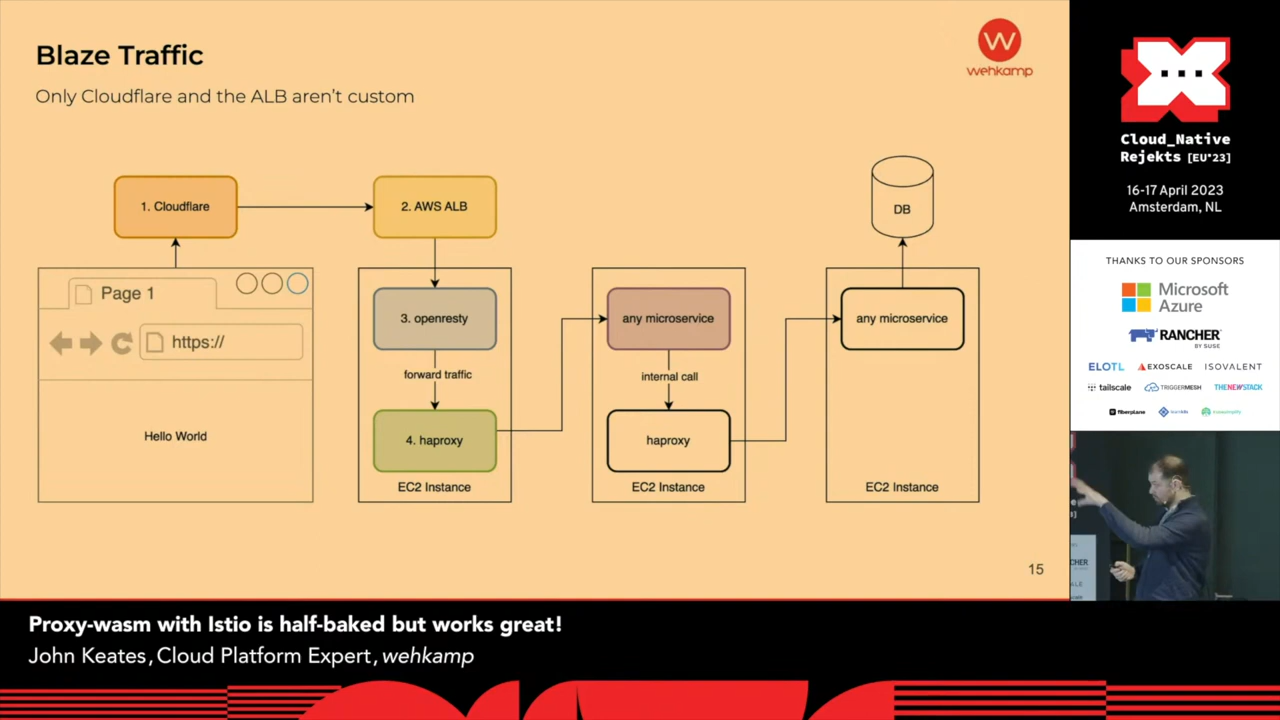 Blaze Traffic
Only Cloudflare and the ALB aren't custom
wehkamp
1. Cloudflare
2. AWS ALB
DB
Page 1
https://
Hello World
3. openresty
forward traffic
4. haproxy
EC2 Instance
any microservice
internal call
haproxy
EC2 Instance
any microservice
EC2 Instance
15
Cloud_Native
Rejekts [EU'23]
16-17 April 2023
Amsterdam, NL
THANKS TO OUR SPONSORS
Microsoft
Azure
RANCHER
BY SUSE
ELOTL
EXOSCALE
ISOVALENT
tailscale
TRIGGERMESH
THENEWSTACK
fiberplane
Proxy-wasm with Istio is half-baked but works great!
John Keates, Cloud Platform Expert, wehkamp